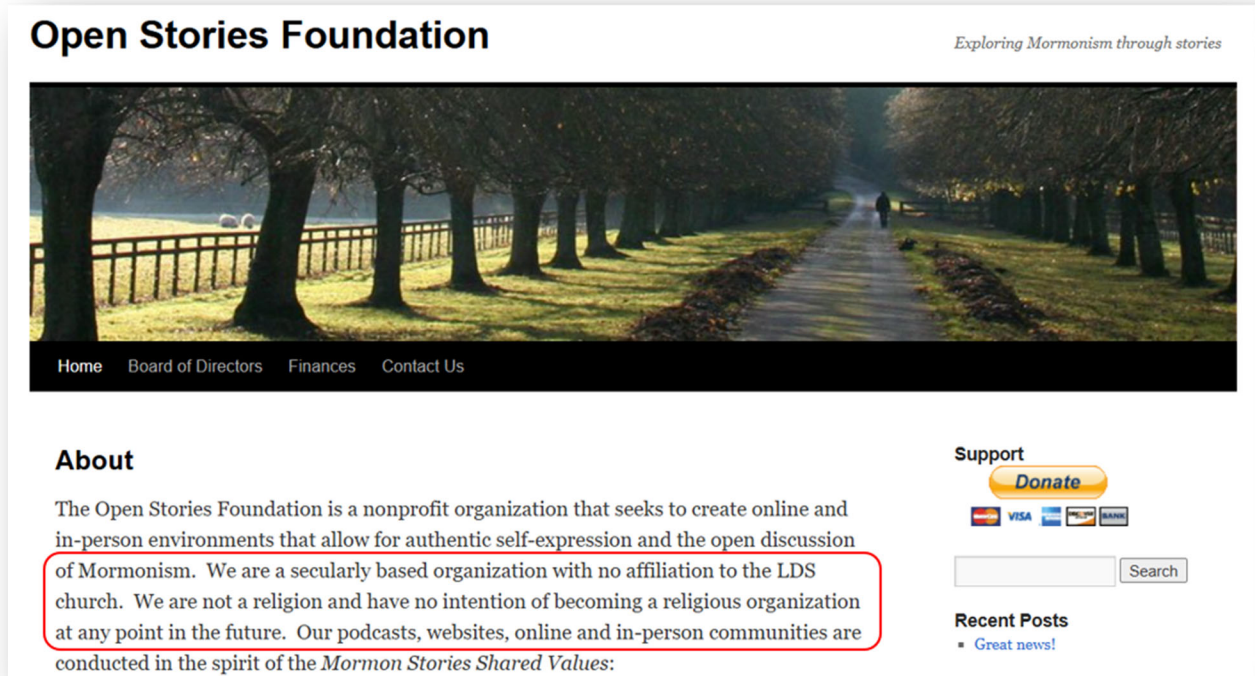 Open Stories Foundation
Exploring Mormonism through stories
Home Board of Directors Finances Contact Us
About
The Open Stories Foundation is a nonprofit organization that seeks to create online and
in-person environments that allow for authentic self-expression and the open discussion
of Mormonism. We are a secularly based organization with no affiliation to the LDS
church. We are not a religion and have no intention of becoming a religious organization
at any point in the future. Our podcasts, websites, online and in-person communities are
conducted in the spirit of the Mormon Stories Shared Values:
Support
Donate
VISA
BANK
Search
Recent Posts
Great news!